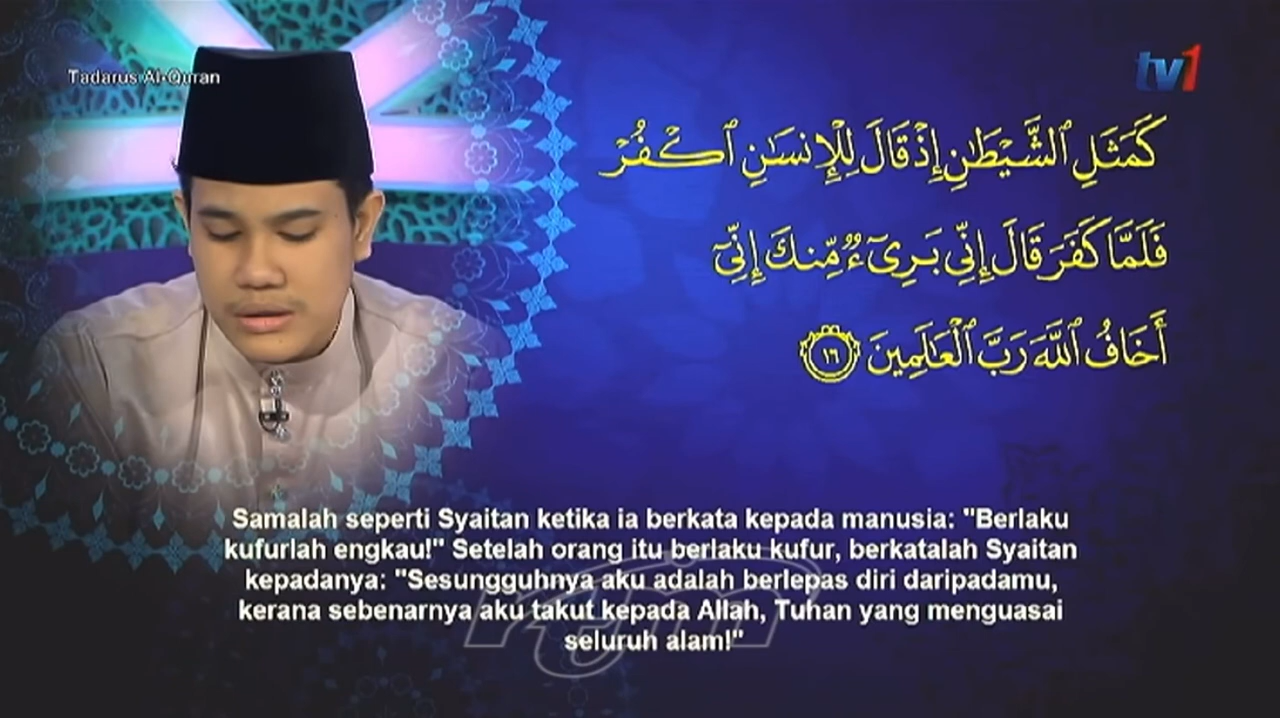 Tadarus Al-Quran
tv1
كَمَثَلِ ٱلشَّيْطَٰنِ إِذْ قَالَ لِلْإِنسَٰنِ ٱكْفُرْ
فَلَمَّا كَفَرَ قَالَ إِنِّى بَرِىٓءٌ مِّنكَ إِنِّىٓ
أَخَافُ ٱللَّهَ رَبَّ ٱلْعَٰلَمِينَ ١٦
Samalah seperti Syaitan ketika ia berkata kepada manusia: "Berlaku
kufurlah engkau!" Setelah orang itu berlaku kufur, berkatalah Syaitan
kepadanya: "Sesungguhnya aku adalah berlepas diri daripadamu,
kerana sebenarnya aku takut kepada Allah, Tuhan yang menguasai
seluruh alam!"
rtm